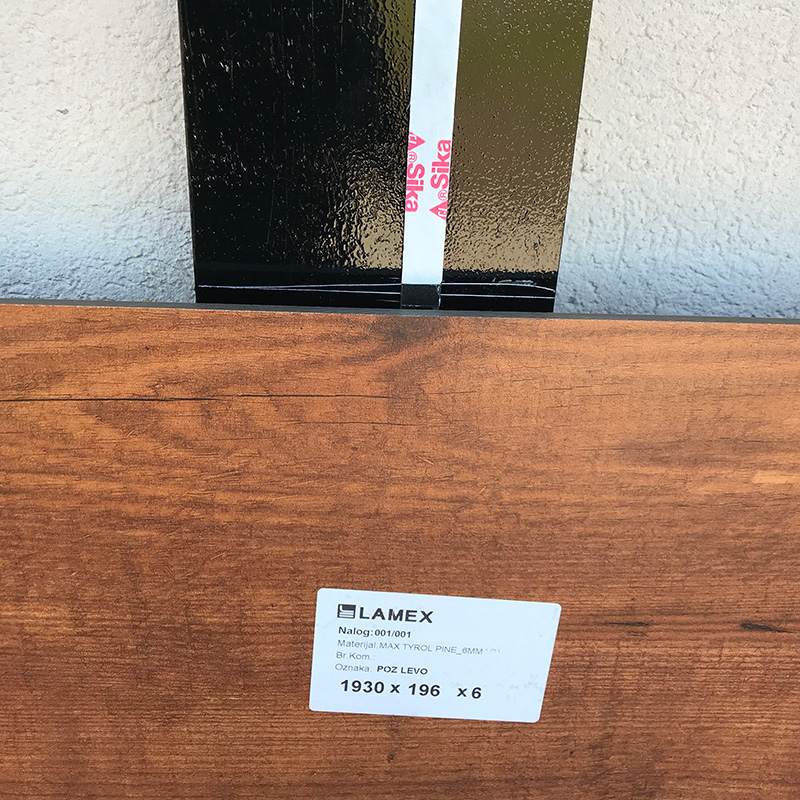 ®Sika
®Sika
LAMEX
Nalog:001/001
Materijal:MAX TYROL PINE_6MM
Br.Kom.:
Oznaka: POZ LEVO
1930 x 196 x 6